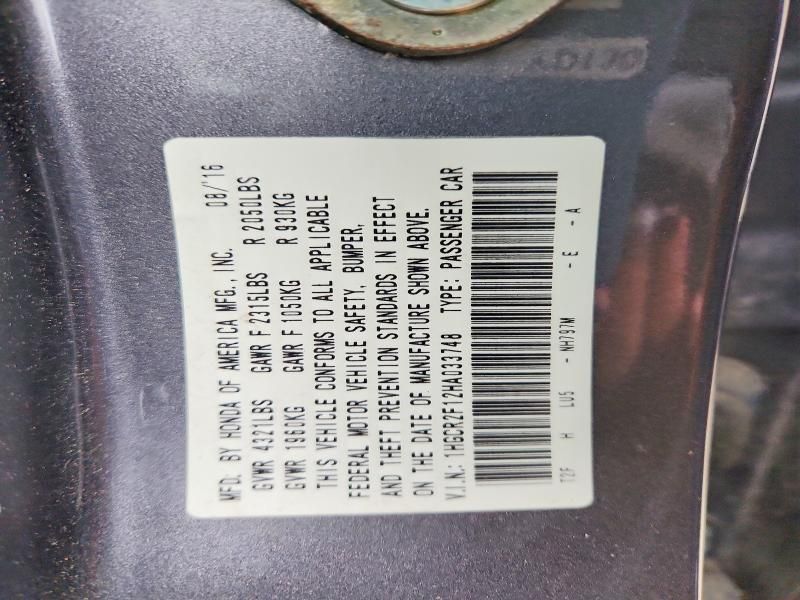 MFD. BY HONDA OF AMERICA MFG., INC. 08/'16
GVWR 4321LBS GAWR F 2315LBS R 2050LBS
GVWR 1960KG GAWR F 1050KG R 930KG
THIS VEHICLE CONFORMS TO ALL APPLICABLE
FEDERAL MOTOR VEHICLE SAFETY, BUMPER,
AND THEFT PREVENTION STANDARDS IN EFFECT
ON THE DATE OF MANUFACTURE SHOWN ABOVE.
V.I.N.: 1HGCR2F12HA033748 TYPE: PASSENGER CAR
T2F H LU5 - NH797M - E - A